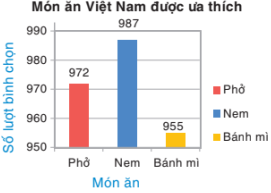 Món ăn Việt Nam được ưa thích
Số lượt bình chọn
990
980
970
960
950
972
987
955
Phở
Nem
Bánh mì
Món ăn
Phở
Nem
Bánh mì